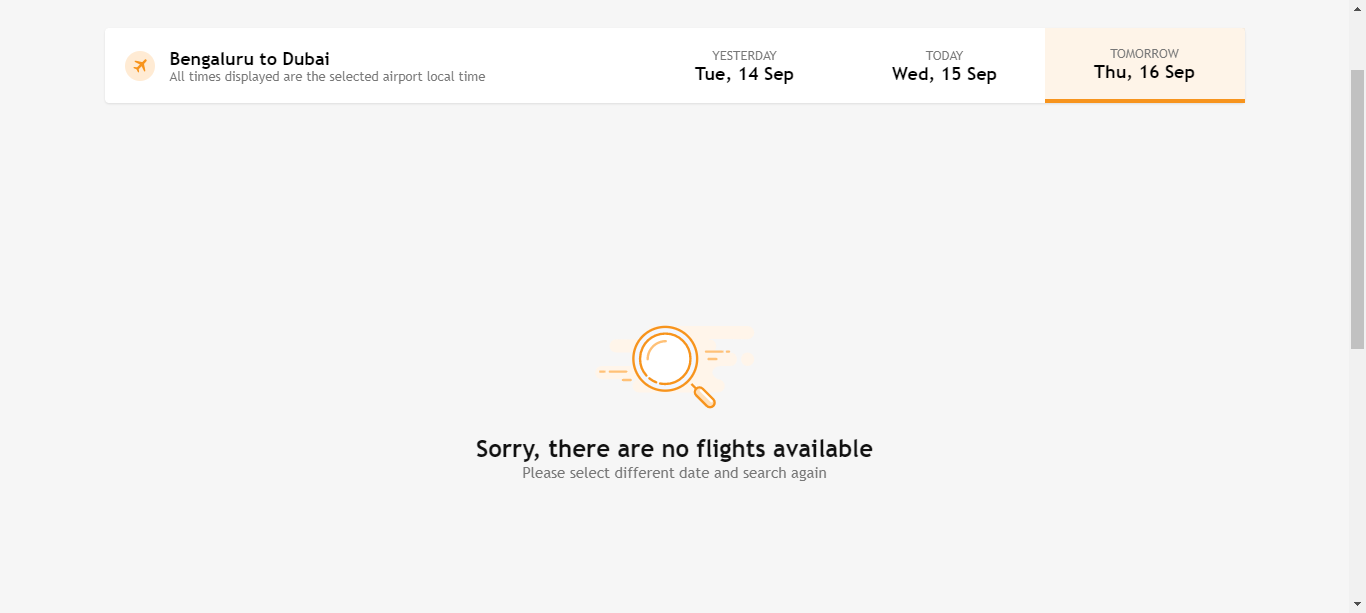 Bengaluru to Dubai
All times displayed are the selected airport local time
YESTERDAY
Tue, 14 Sep
TODAY
Wed, 15 Sep
TOMORROW
Thu, 16 Sep
Sorry, there are no flights available
Please select different date and search again